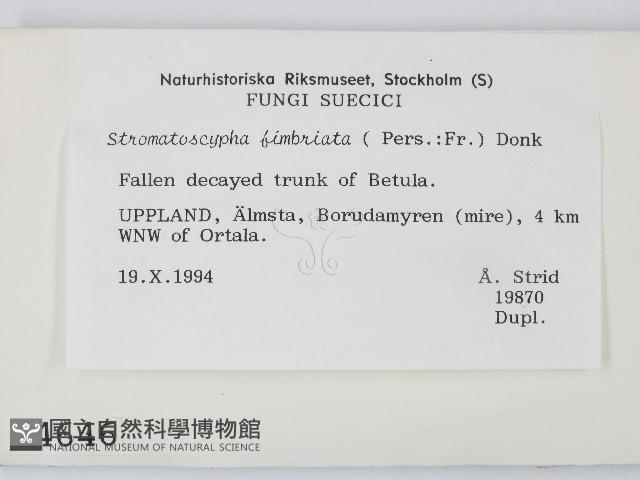 Naturhistoriska Riksmuseet, Stockholm (S)
FUNGI SUECICI
Stromatoscypha fimbriata ( Pers.:Fr.) Donk
Fallen decayed trunk of Betula.
UPPLAND, Älmsta, Borudamyren (mire), 4 km
WNW of Ortala.
19.X.1994
Å. Strid
19870
Dupl.
4646
國立自然科學博物館
NATIONAL MUSEUM OF NATURAL SCIENCE